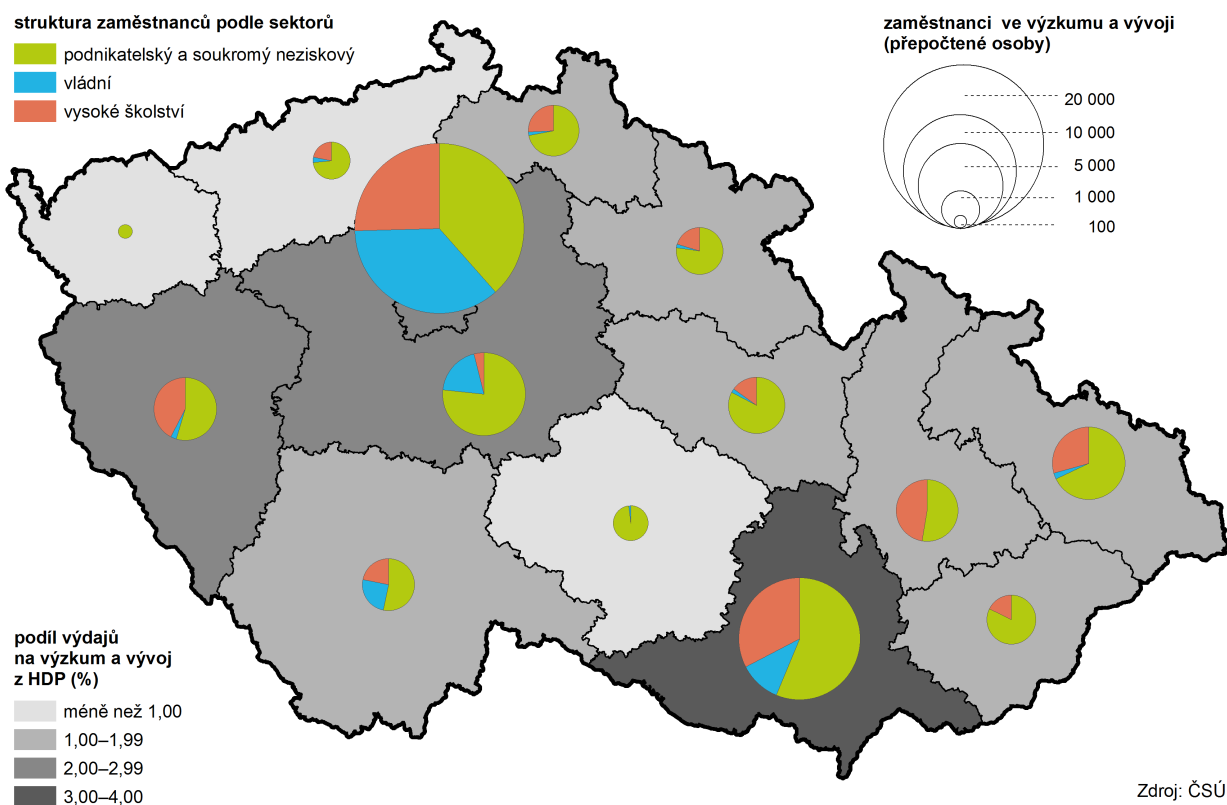 struktura zaměstnanců podle sektorů
podnikatelský a soukromý neziskový
vládní
vysoké školství
zaměstnanci ve výzkumu a vývoji
(přepočtené osoby)
20 000
10 000
5 000
1 000
100
podíl výdajů
na výzkum a vývoj
z HDP (%)
méně než 1,00
1,00–1,99
2,00–2,99
3,00–4,00
Zdroj: ČSÚ